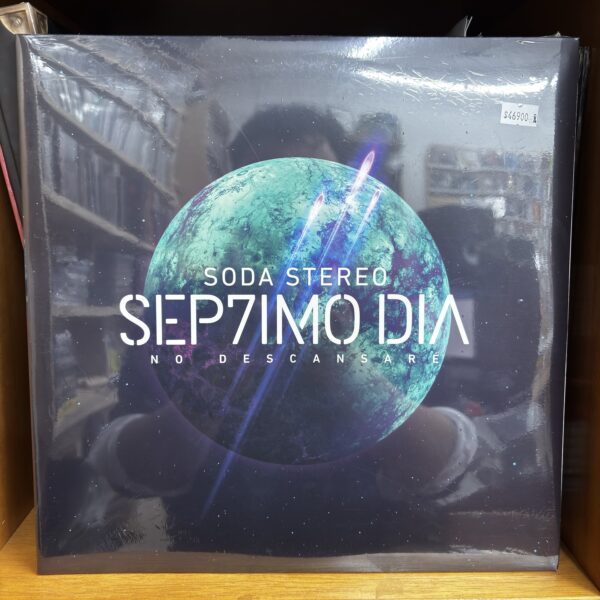 $46900.-
SODA STEREO
SEP7IMO DIA
NO DESCANSARÉ